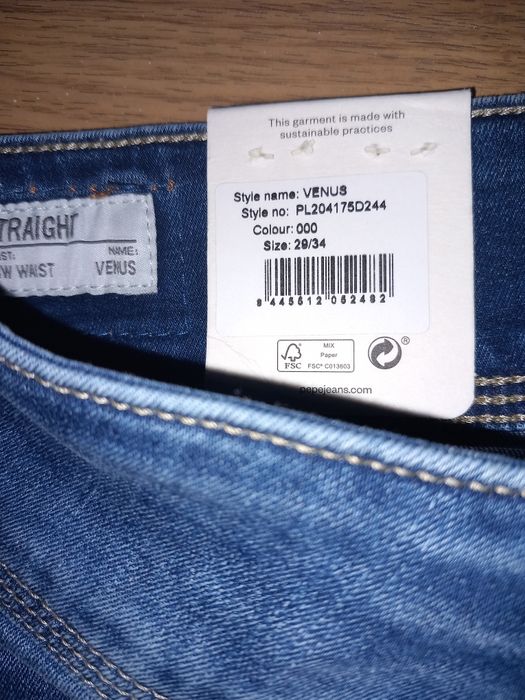 This garment is made with
sustainable practices
Style name: VENUS
Style no: PL204175D244
Colour: 000
Size: 29/34
8 445512 052482
MIX
Paper
FSC
FSC® C013603
®
pepejeans.com
TRAIGHT
ST:
NAME:
W WAIST
VENUS